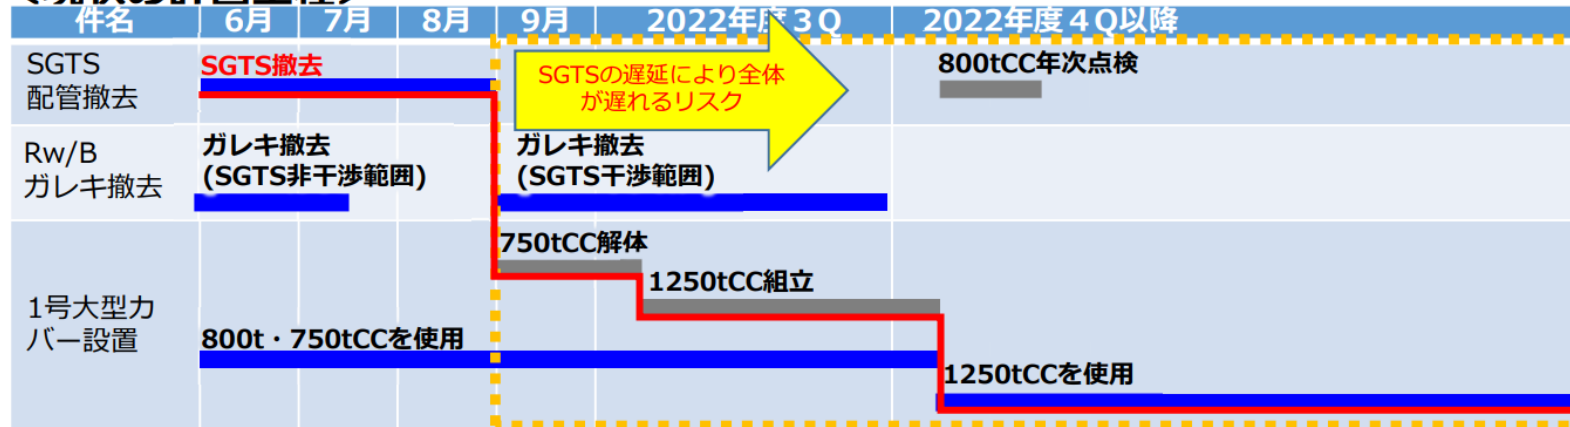 件名 6月 7月 8月 9月 2022年度3Q 2022年度4Q以降
SGTS
配管撤去
SGTS撤去
SGTSの遅延により全体
が遅れるリスク
800tCC年次点検
Rw/B
ガレキ撤去
ガレキ撤去
(SGTS非干渉範囲)
ガレキ撤去
(SGTS干渉範囲)
1号大型カ
バー設置
750tCC解体
1250tCC組立
800t・750tCCを使用
1250tCCを使用